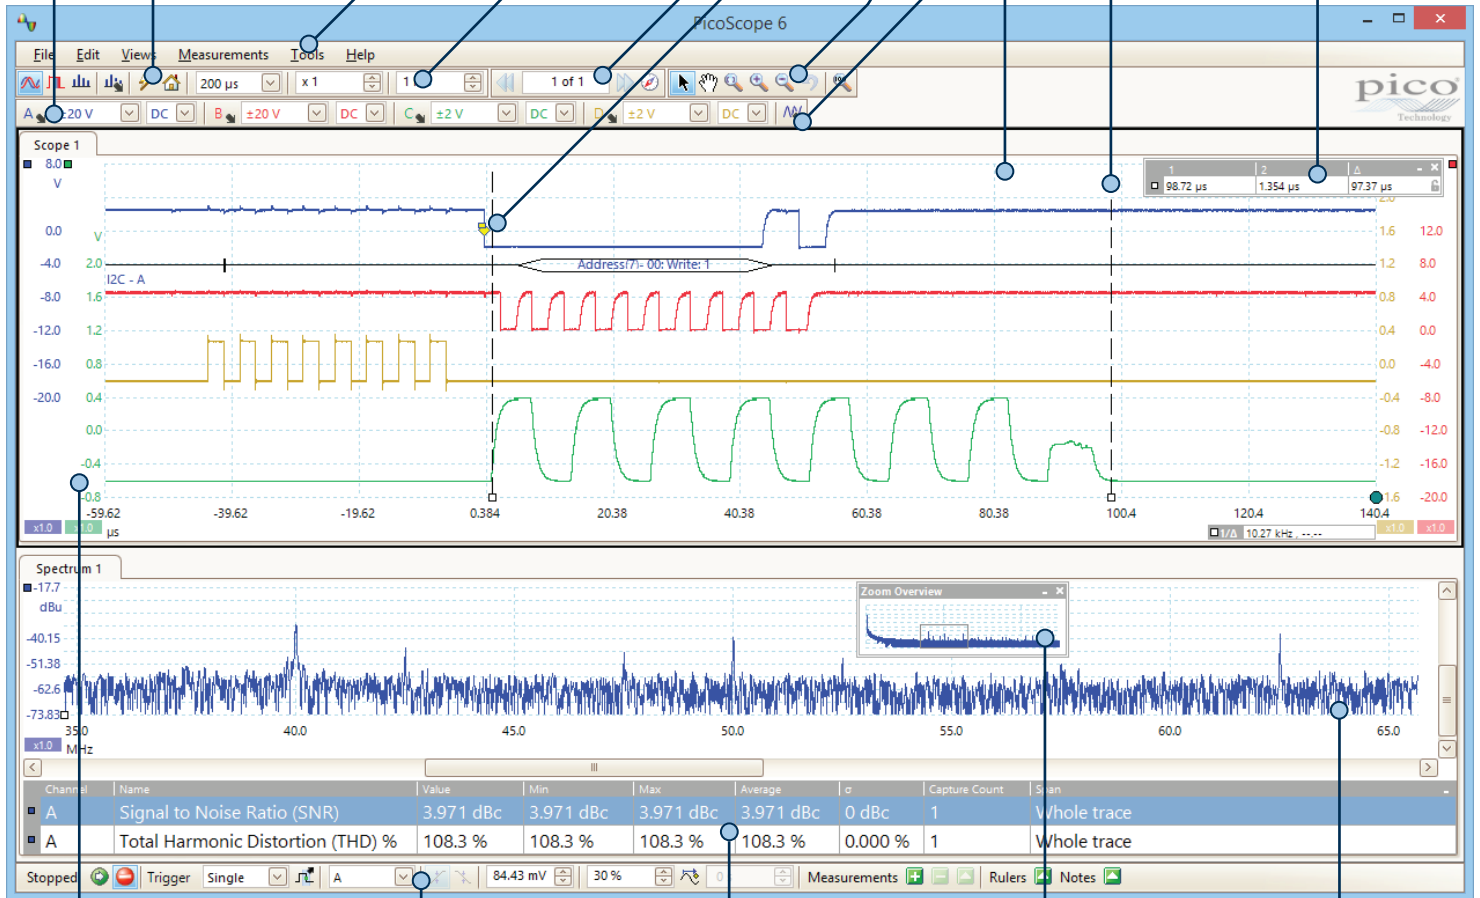 PicoScope 6
File Edit Views Measurements Tools Help
200 µs x 1 1 of 1
pico
Technology
A ±20 V DC B ±20 V DC C ±2 V DC D ±2 V DC
Scope 1
8.0
V
0.0
-4.0
-8.0
-12.0
-16.0
-20.0
V
2.0
1.6
1.2
0.8
0.4
0.0
-0.4
-0.8
1 2 Δ
98.72 µs 1.354 µs 97.37 µs
I2C - A
Address(7)- 00: Write: 1
2.0
1.6
1.2
0.8
0.4
0.0
-0.4
-0.8
-1.2
1.6
12.0
8.0
4.0
0.0
-4.0
-8.0
-12.0
-16.0
-20.0
-59.62 -39.62 -19.62 0.384 20.38 40.38 60.38 80.38 100.4 120.4 140.4
x1.0 x1.0 µs
1/Δ 10.27 kHz , --.--
x1.0 x1.0
Spectrum 1
-17.7
dBu
-40.15
-51.38
-62.6
-73.83
Zoom Overview
35.0 40.0 45.0 50.0 55.0 60.0 65.0
x1.0 MHz
Channel Name Value Min Max Average σ Capture Count Span
A Signal to Noise Ratio (SNR) 3.971 dBc 3.971 dBc 3.971 dBc 3.971 dBc 0 dBc 1 Whole trace
A Total Harmonic Distortion (THD) % 108.3 % 108.3 % 108.3 % 108.3 % 0.000 % 1 Whole trace
Stopped Trigger Single A 84.43 mV 30 % 0 Measurements Rulers Notes